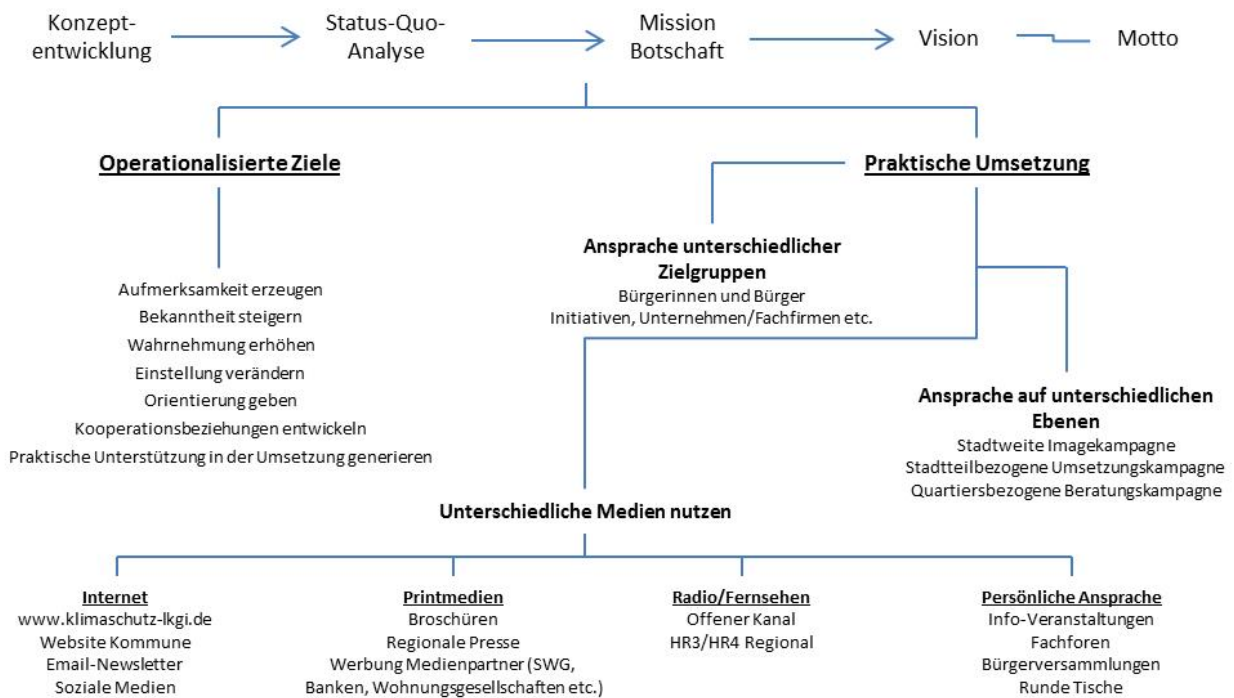 Konzept-
entwicklung
Status-Quo-
Analyse
Mission
Botschaft
Vision
Motto
Operationalisierte Ziele
Aufmerksamkeit erzeugen
Bekanntheit steigern
Wahrnehmung erhöhen
Einstellung verändern
Orientierung geben
Kooperationsbeziehungen entwickeln
Praktische Unterstützung in der Umsetzung generieren
Praktische Umsetzung
Ansprache unterschiedlicher
Zielgruppen
Bürgerinnen und Bürger
Initiativen, Unternehmen/Fachfirmen etc.
Ansprache auf unterschiedlichen
Ebenen
Stadtweite Imagekampagne
Stadtteilbezogene Umsetzungskampagne
Quartiersbezogene Beratungskampagne
Unterschiedliche Medien nutzen
Internet
www.klimaschutz-lkgi.de
Website Kommune
Email-Newsletter
Soziale Medien
Printmedien
Broschüren
Regionale Presse
Werbung Medienpartner (SWG,
Banken, Wohnungsgesellschaften etc.)
Radio/Fernsehen
Offener Kanal
HR3/HR4 Regional
Persönliche Ansprache
Info-Veranstaltungen
Fachforen
Bürgerversammlungen
Runde Tische